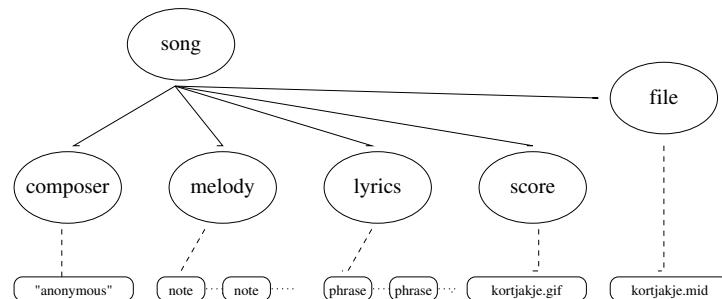 song
file
composer melody lyrics score
"anonymous" note note phrase phrase kortjakje.gif kortjakje.mid